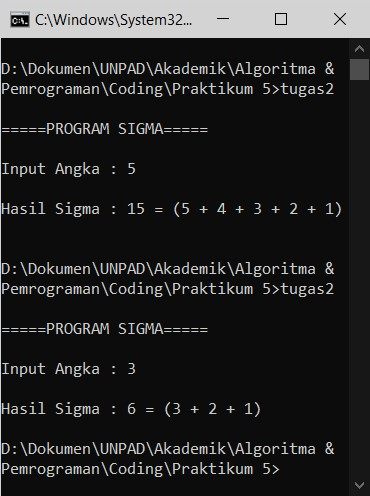 C:\Windows\System32...
D:\Dokumen\UNPAD\Akademik\Algoritma &
Pemrograman\Coding\Praktikum 5>tugas2
=====PROGRAM SIGMA=====
Input Angka : 5
Hasil Sigma : 15 = (5 + 4 + 3 + 2 + 1)
D:\Dokumen\UNPAD\Akademik\Algoritma &
Pemrograman\Coding\Praktikum 5>tugas2
=====PROGRAM SIGMA=====
Input Angka : 3
Hasil Sigma : 6 = (3 + 2 + 1)
D:\Dokumen\UNPAD\Akademik\Algoritma &
Pemrograman\Coding\Praktikum 5>